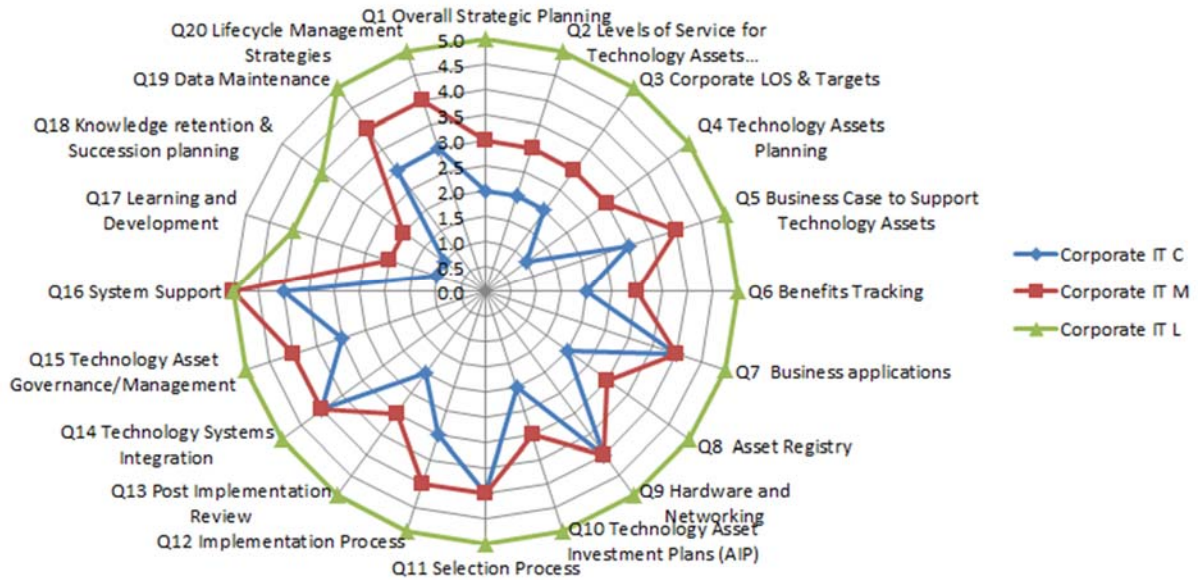 Q1 Overall Strategic Planning
Q2 Levels of Service for
Technology Assets...
Q3 Corporate LOS & Targets
Q4 Technology Assets
Planning
Q5 Business Case to Support
Technology Assets
Q6 Benefits Tracking
Q7 Business applications
Q8 Asset Registry
Q9 Hardware and
Networking
Q10 Technology Asset
Investment Plans (AIP)
Q11 Selection Process
Q12 Implementation Process
Q13 Post Implementation
Review
Q14 Technology Systems
Integration
Q15 Technology Asset
Governance/Management
Q16 System Support
Q17 Learning and
Development
Q18 Knowledge retention &
Succession planning
Q19 Data Maintenance
Q20 Lifecycle Management
Strategies
5.0
4.5
4.0
3.5
3.0
2.5
2.0
1.5
1.0
0.5
0.0
Corporate IT C
Corporate IT M
Corporate IT L